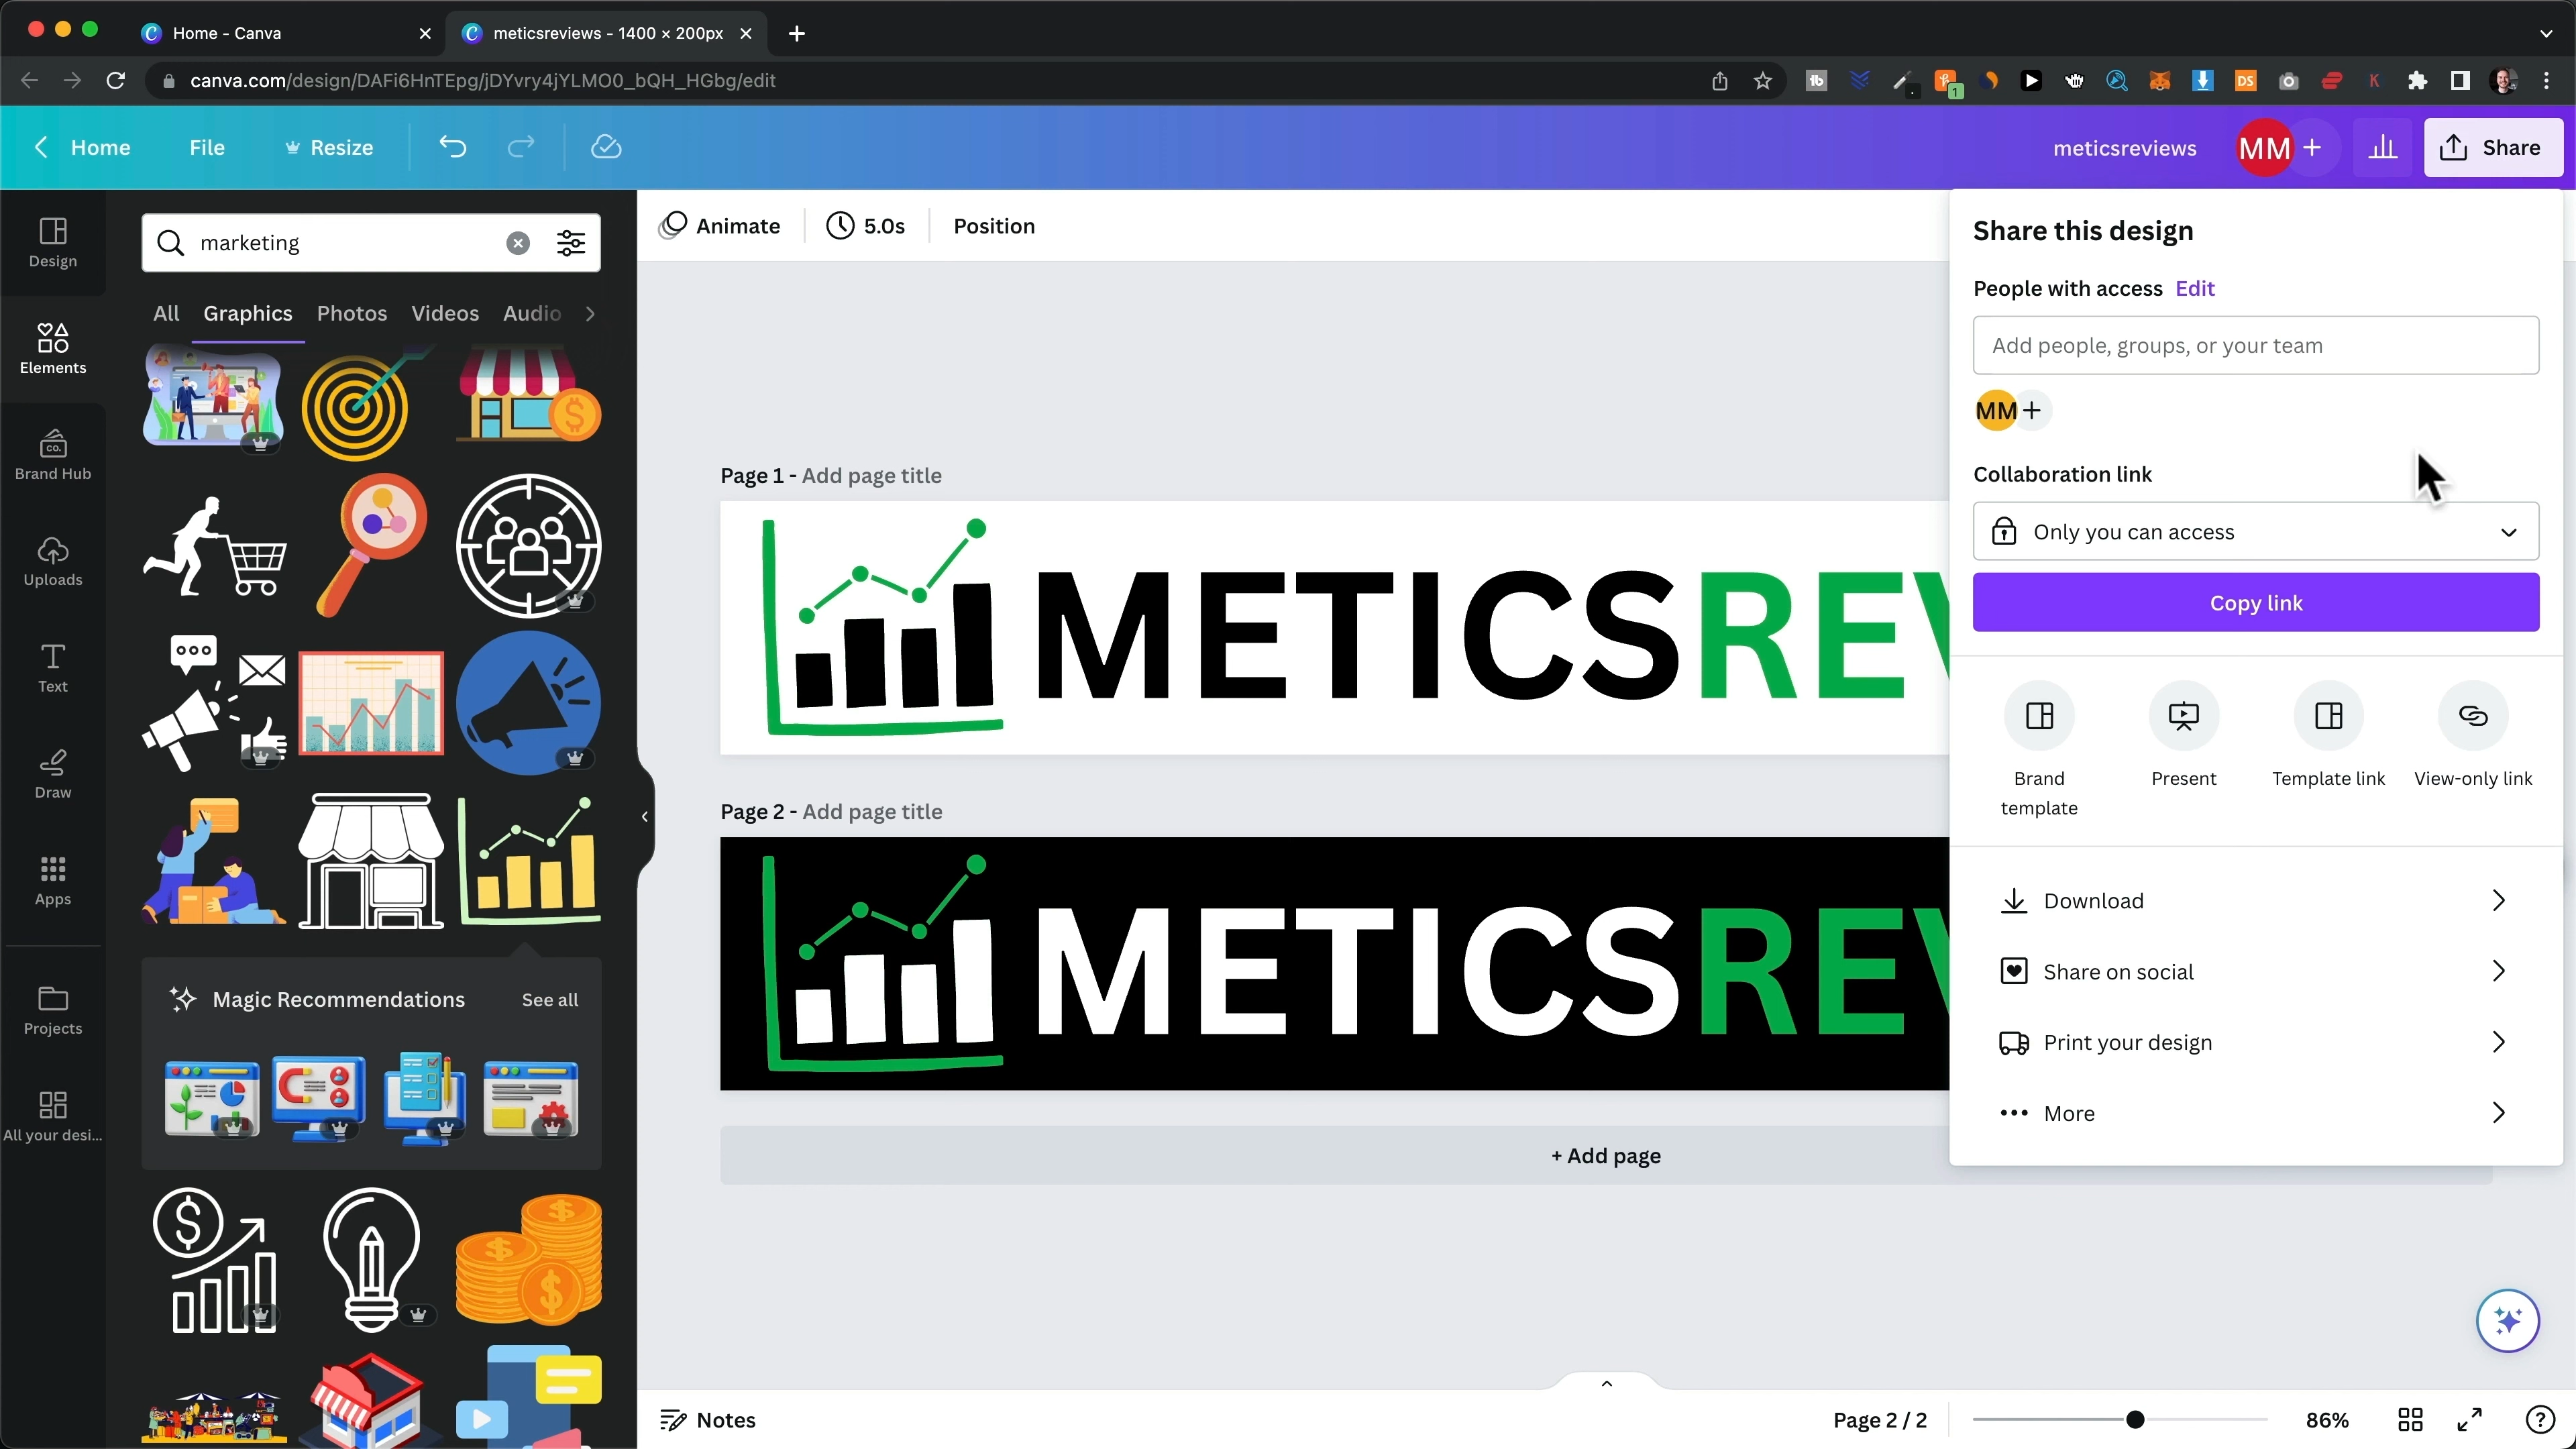 Home - Canva
meticsreviews - 1400 × 200px
canva.com/design/DAFi6HnTEpg/jDYvry4jYLMO0_bQH_HGbg/edit
1
DS
K
Home
File
Resize
meticsreviews
MM
Share
Design
Elements
Brand Hub
CO.
Uploads
Text
Draw
Apps
Projects
All your desi...
marketing
All
Graphics
Photos
Videos
Audio
Magic Recommendations
See all
Animate
5.0s
Position
Page 1 - Add page title
METICSREV
Page 2 - Add page title
METICSREV
+ Add page
Share this design
People with access Edit
Add people, groups, or your team
MM
Collaboration link
Only you can access
Copy link
Brand
template
Present
Template link
View-only link
Download
Share on social
Print your design
More
Notes
Page 2 / 2
86%